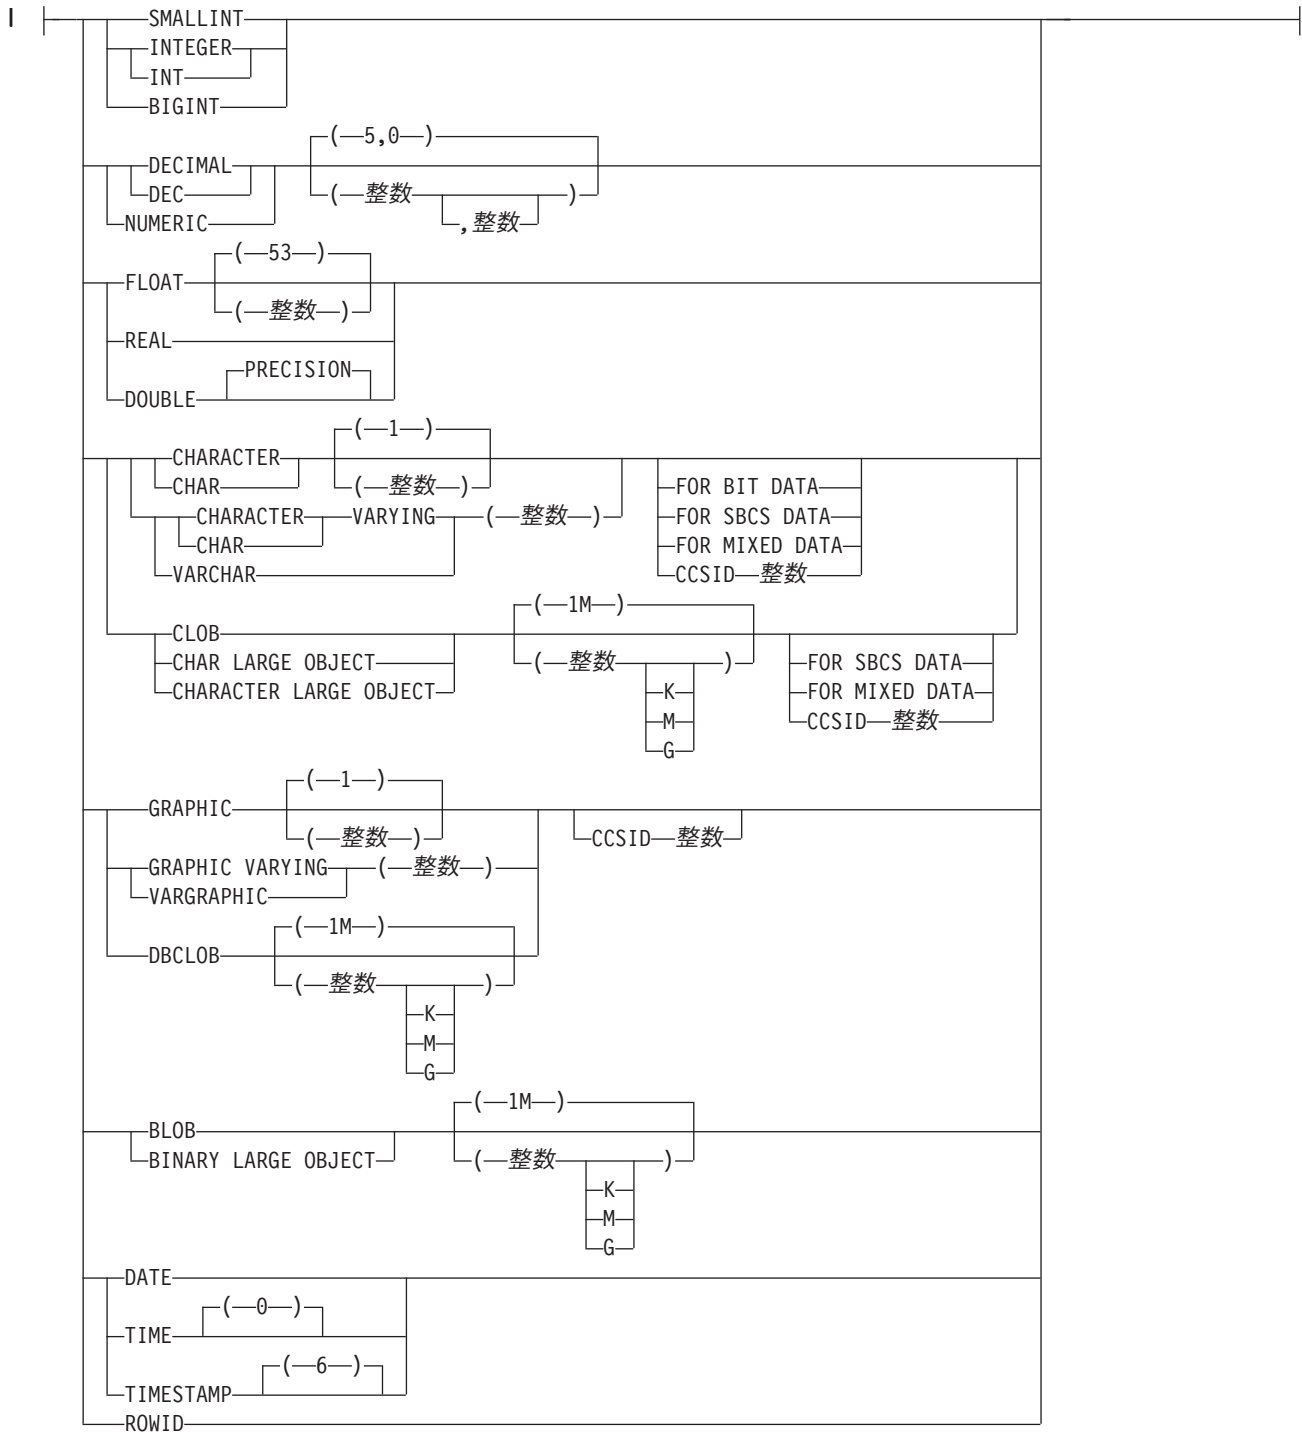 SMALLINT
INTEGER
INT
BIGINT
( 5,0 )
DECIMAL
DEC ( 整数 )
NUMERIC ,整数
( 53 )
FLOAT
( 整数 )
REAL
PRECISION
DOUBLE
( 1 )
CHARACTER
CHAR ( 整数 ) FOR BIT DATA
CHARACTER VARYING ( 整数 ) FOR SBCS DATA
CHAR FOR MIXED DATA
VARCHAR CCSID 整数
( 1M )
CLOB
CHAR LARGE OBJECT ( 整数 ) FOR SBCS DATA
CHARACTER LARGE OBJECT K FOR MIXED DATA
M CCSID 整数
G
( 1 )
GRAPHIC
( 整数 ) CCSID 整数
GRAPHIC VARYING ( 整数 )
VARGRAPHIC
( 1M )
DBCLOB
( 整数 )
K
M
G
( 1M )
BLOB
BINARY LARGE OBJECT ( 整数 )
K
M
G
DATE
( 0 )
TIME
( 6 )
TIMESTAMP
ROWID